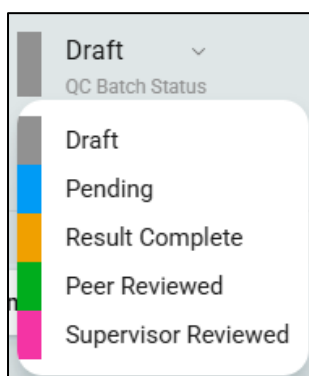 Draft
QC Batch Status
Draft
Pending
Result Complete
Peer Reviewed
Supervisor Reviewed